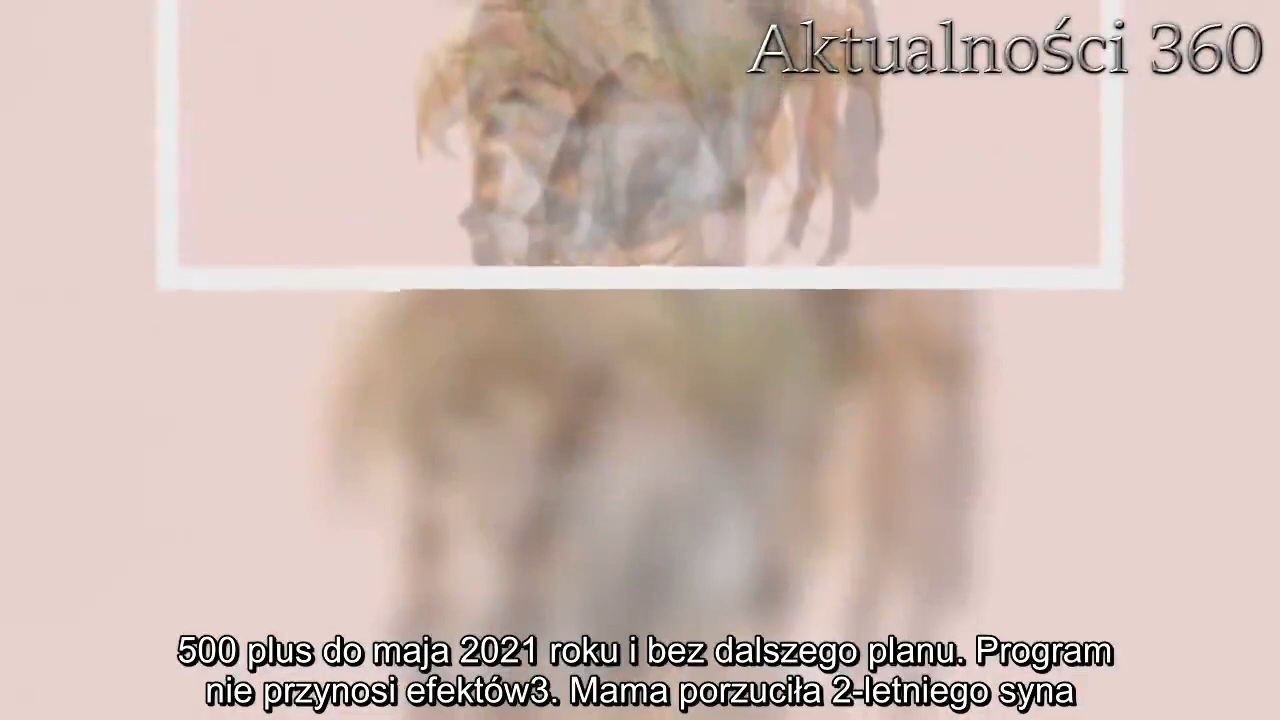 Aktualności 360
500 plus do maja 2021 roku i bez dalszego planu. Program
nie przynosi efektów3. Mama porzuciła 2-letniego syna